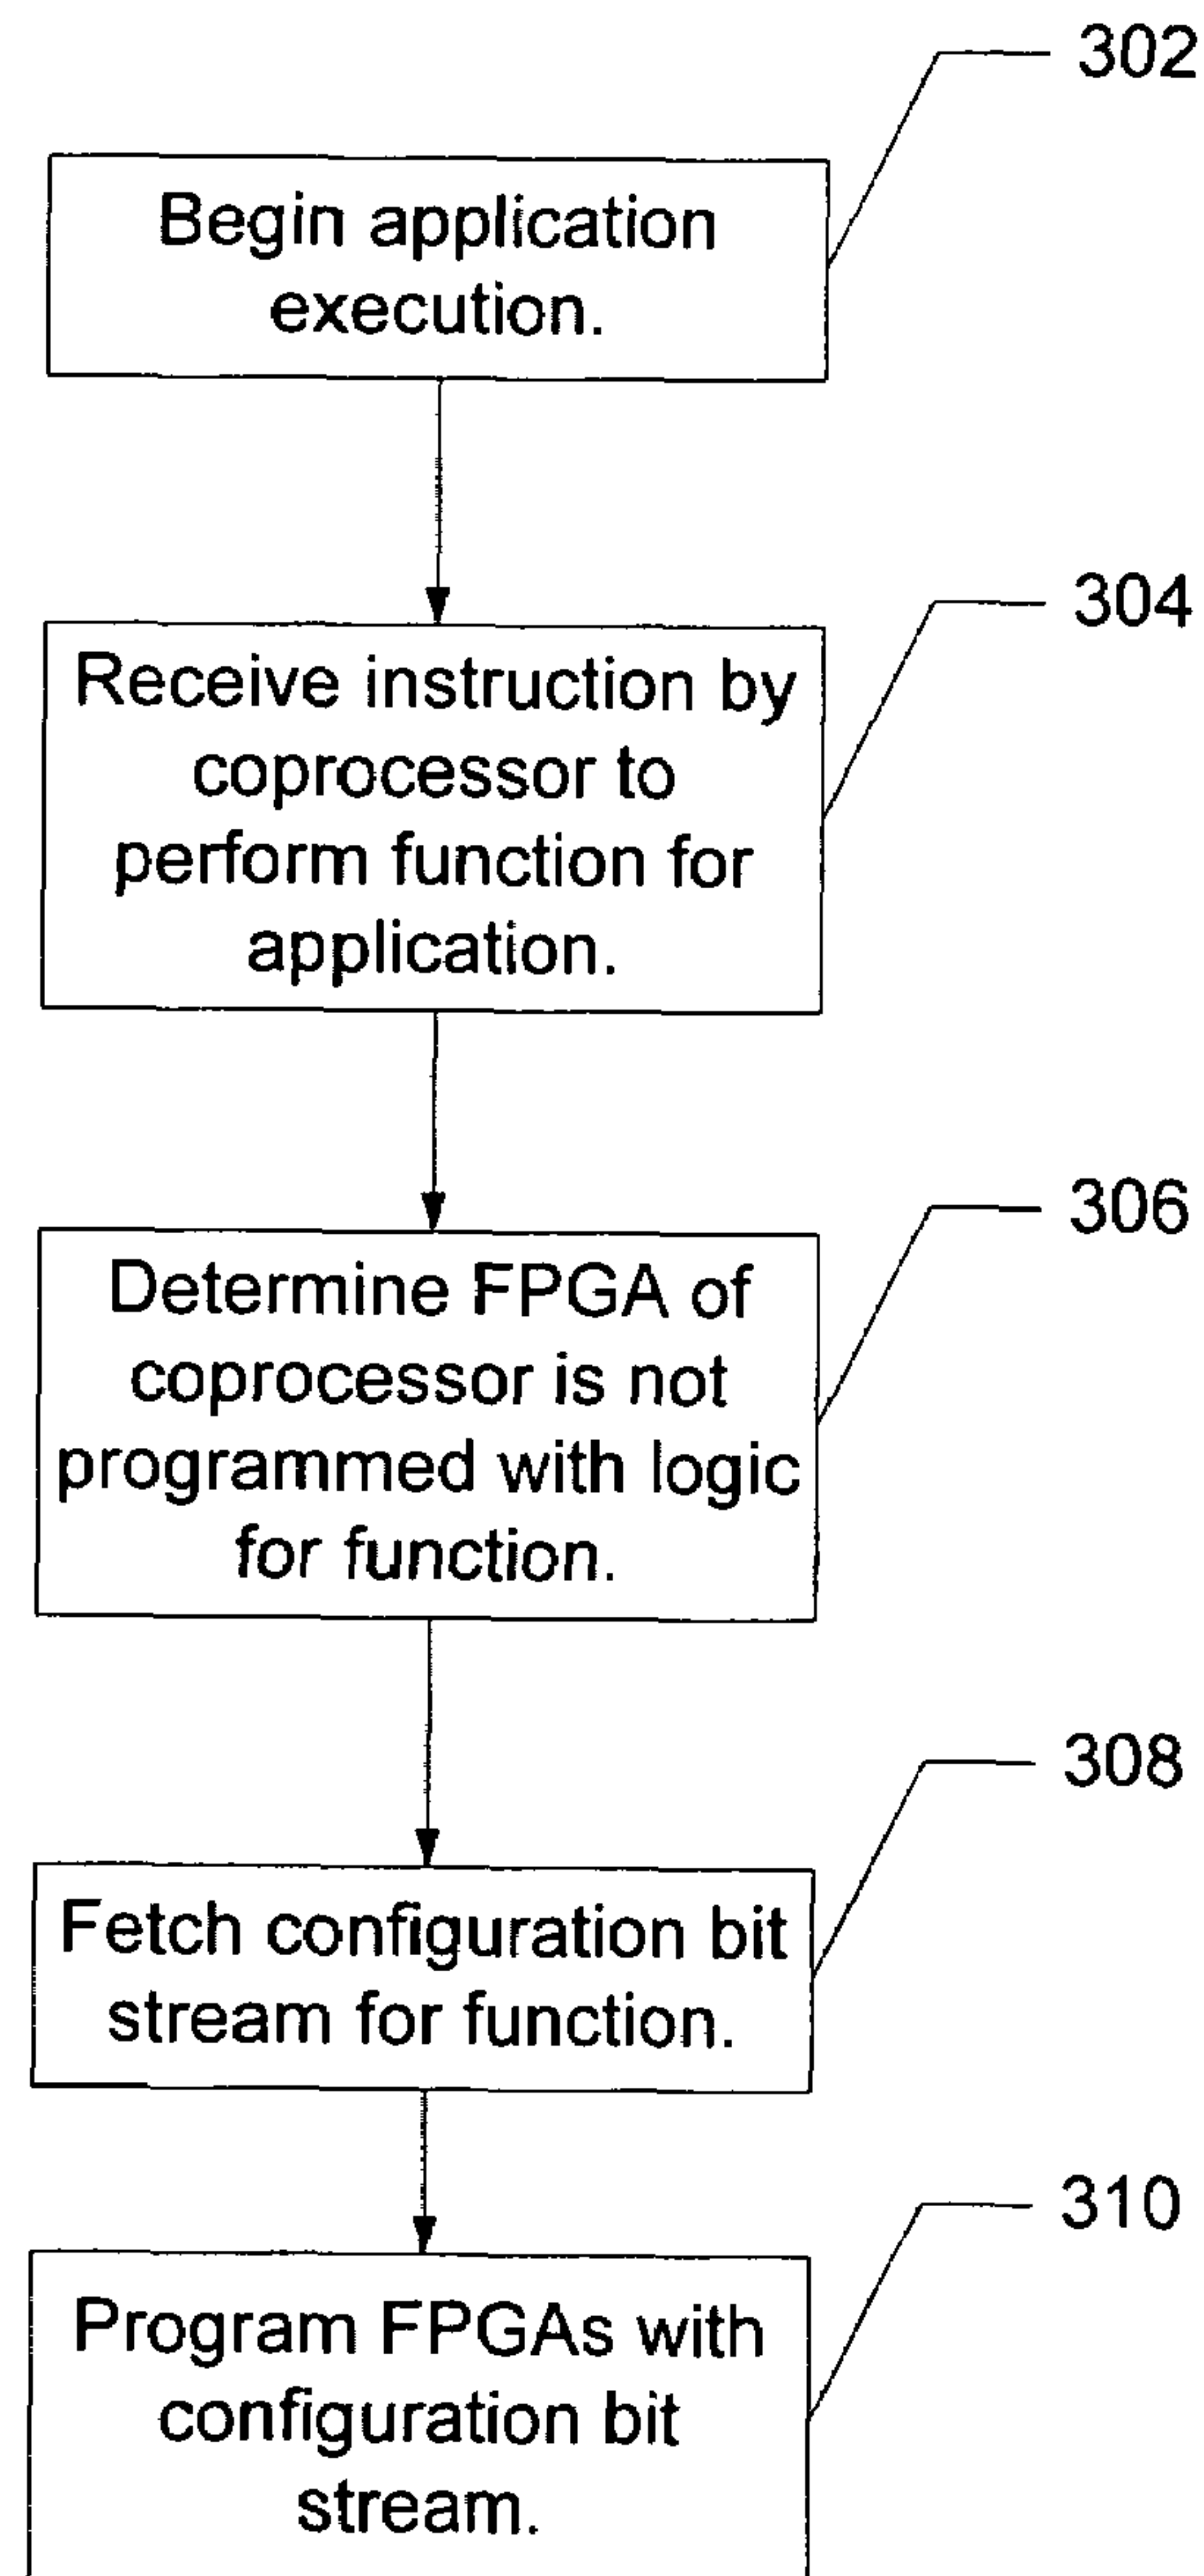 302
Begin application
execution.
304
Receive instruction by
coprocessor to
perform function for
application.
306
Determine FPGA of
coprocessor is not
programmed with logic
for function.
308
Fetch configuration bit
stream for function.
310
Program FPGAs with
configuration bit
stream.